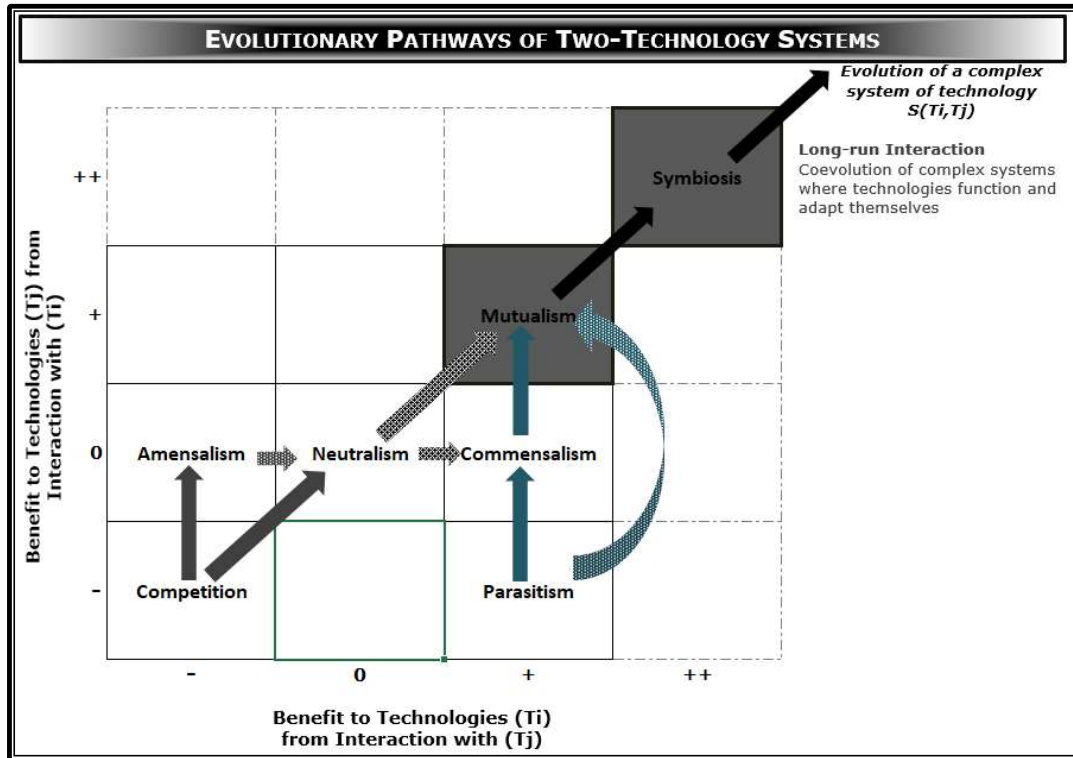 EVOLUTIONARY PATHWAYS OF TWO-TECHNOLOGY SYSTEMS
Evolution of a complex
system of technology
S(Ti,Tj)
Long-run Interaction
Coevolution of complex systems
where technologies function and
adapt themselves
Benefit to Technologies (Tj) from
Interaction with (Ti)
++
Symbiosis
+
Mutualism
0
Amensalism
Neutralism
Commensalism
-
Competition
Parasitism
-
0
+
++
Benefit to Technologies (Ti)
from Interaction with (Tj)